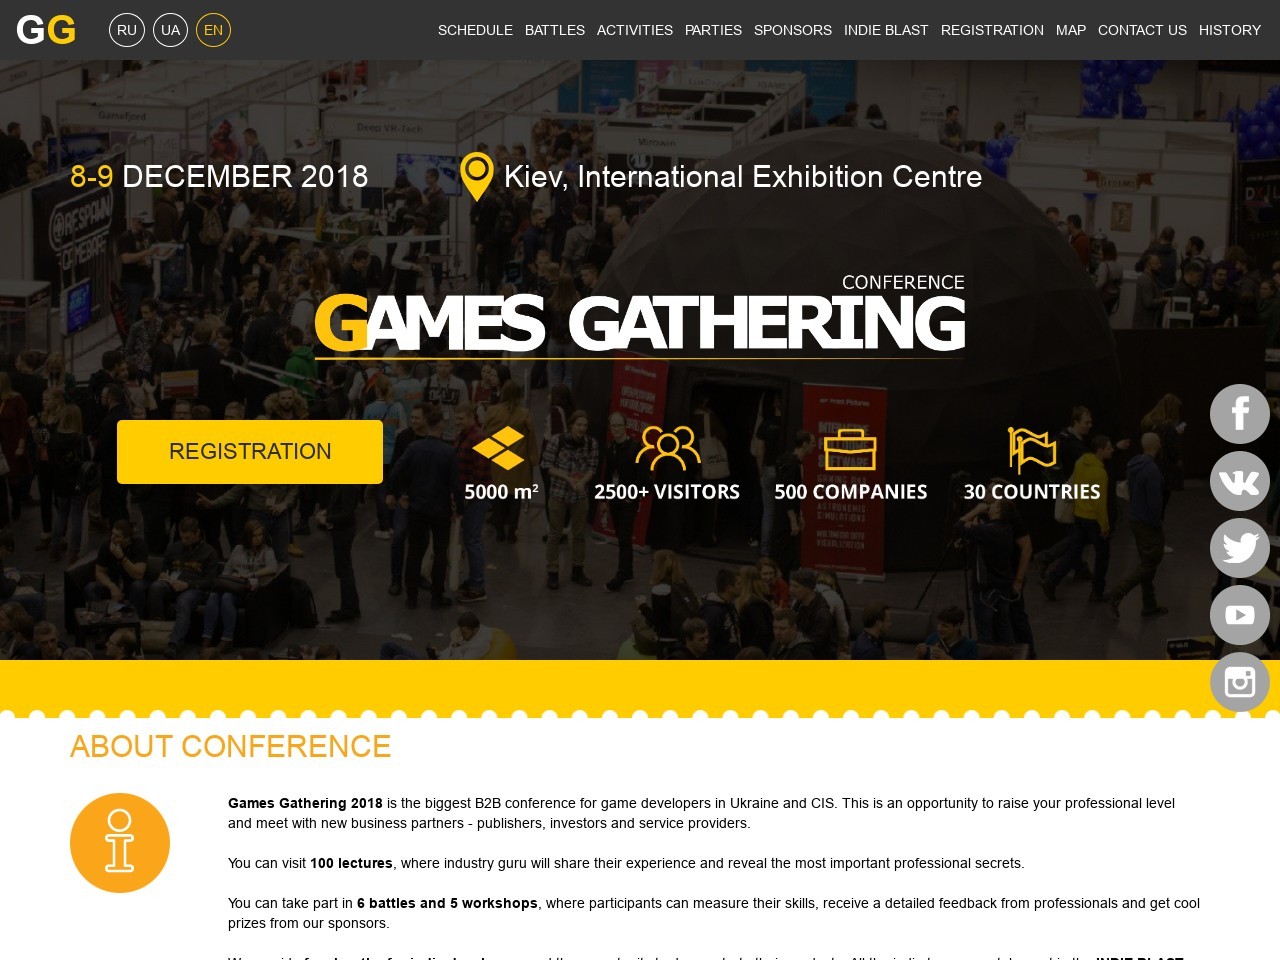 GG RU UA EN SCHEDULE BATTLES ACTIVITIES PARTIES SPONSORS INDIE BLAST REGISTRATION MAP CONTACT US HISTORY
8-9 DECEMBER 2018 Kiev, International Exhibition Centre
CONFERENCE
GAMES GATHERING
REGISTRATION
5000 m² 2500+ VISITORS 500 COMPANIES 30 COUNTRIES
ABOUT CONFERENCE
Games Gathering 2018 is the biggest B2B conference for game developers in Ukraine and CIS. This is an opportunity to raise your professional level
and meet with new business partners - publishers, investors and service providers.
You can visit 100 lectures, where industry guru will share their experience and reveal the most important professional secrets.
You can take part in 6 battles and 5 workshops, where participants can measure their skills, receive a detailed feedback from professionals and get cool
prizes from our sponsors.